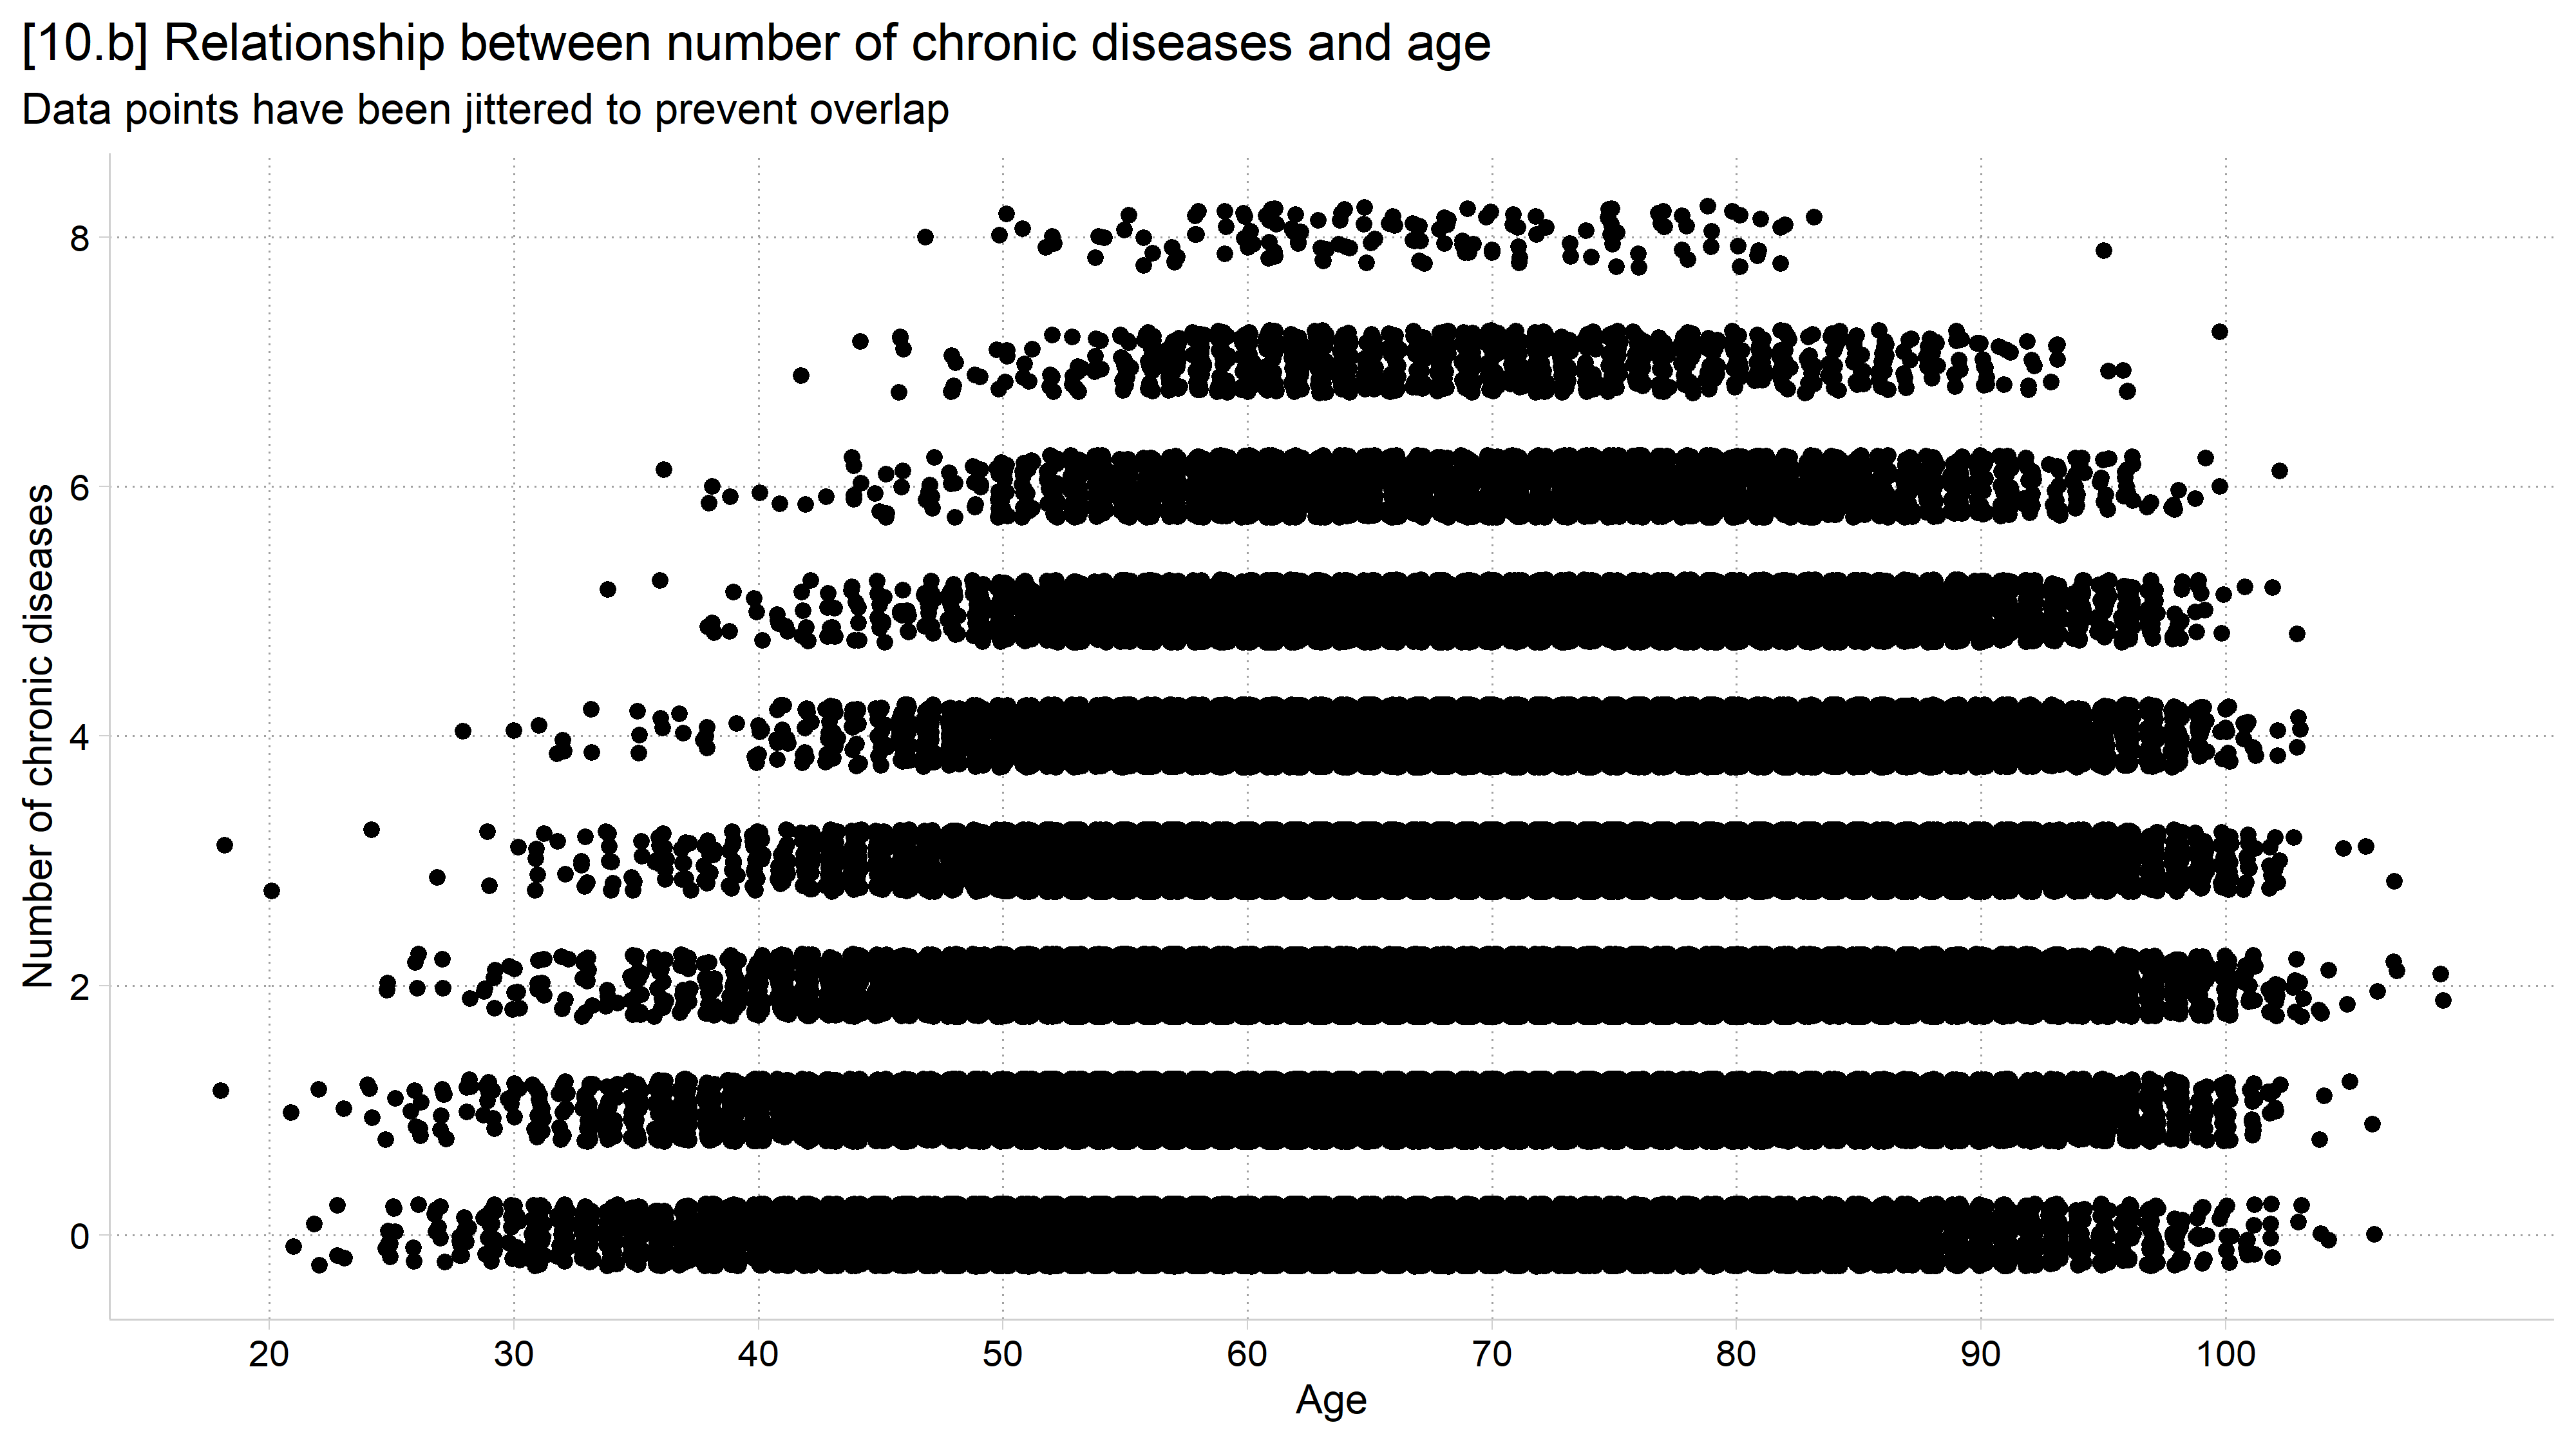 [10.b] Relationship between number of chronic diseases and age
Data points have been jittered to prevent overlap
Number of chronic diseases
8
6
4
2
0
20 30 40 50 60 70 80 90 100
Age